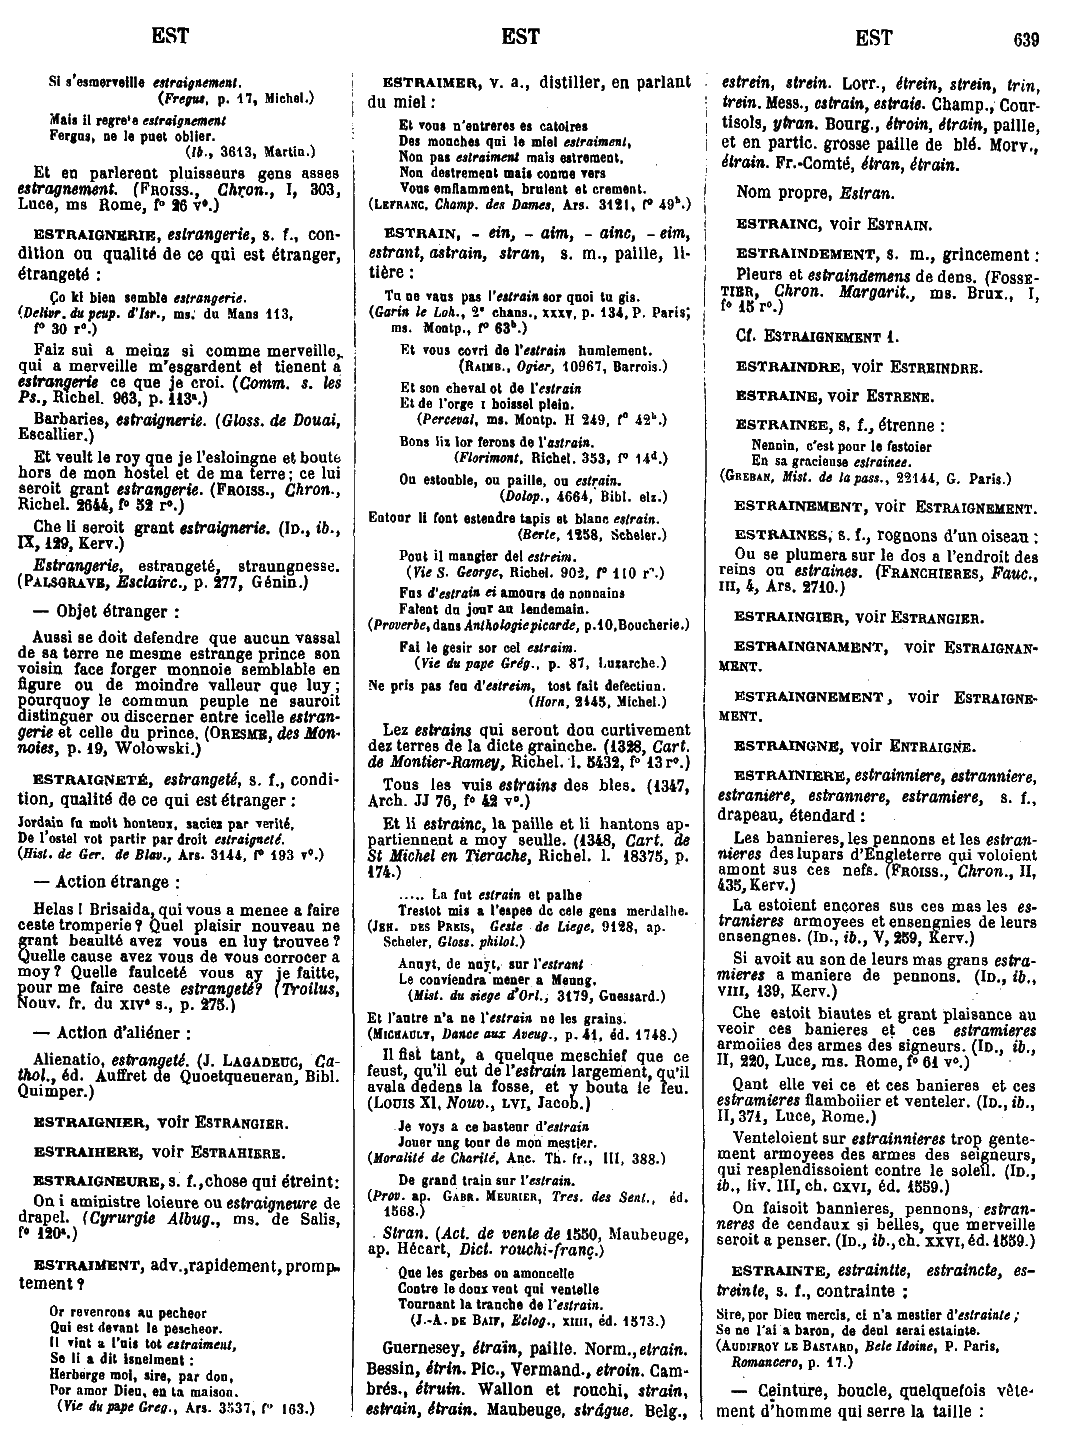 EST
EST
EST
639
Si s'esmerveille estraignement.
(Fregus, p. 17, Michel.)
Mais il regrete estraignement
Fergus, ne le puet oblier.
(Ib., 3613, Martin.)
Et en parlerent pluisseurs gens asses
estragnement. (FROISS., Chron., I, 303,
Luce, ms Rome, f° 26 v°.)
ESTRAIGNERIE, estrangerie, s. f., con-
dition ou qualité de ce qui est étranger,
étrangeté :
Ço ki bien semble estrangerie.
(Delivr. du peup. d'Isr., ms. du Mans 173,
f° 30 r°.)
Faiz sui a meinz si comme merveille,
qui a merveille m'esgardent et tienent a
estrangerie ce que je croi. (Comm. s. les
Ps., Richel. 963, p. 113ª.)
Barbaries, estraignerie. (Gloss. de Douai,
Escallier.)
Et veult le roy que je l'esloingne et boute
hors de mon hostel et de ma terre ; ce lui
seroit grant estrangerie. (FROISS., Chron.,
Richel. 2644, f° 52 r°.)
Che li seroit grant estraignerie. (ID., ib.,
IX, 129, Kerv.)
Estrangerie, estrangeté, straungnesse.
(PALSGRAVE, Esclairc., p. 277, Génin.)
— Objet étranger :
Aussi se doit defendre que aucun vassal
de sa terre ne mesme estrange prince son
voisin face forger monnoie semblable en
figure ou de moindre valleur que luy ;
pourquoy le commun peuple ne sauroit
distinguer ou discerner entre icelle estran-
gerie et celle du prince. (ORESME, des Mon-
noies, p. 19, Wolowski.)
ESTRAIGNETÉ, estrangeté, s. f., condi-
tion, qualité de ce qui est étranger :
Jordain fu molt honteux, saciez par verité,
De l'ostel vot partir par droit estraigneté.
(Hist. de Ger. de Blav., Ars. 3144, f° 193 v°.)
— Action étrange :
Helas ! Brisaida, qui vous a menee a faire
ceste tromperie ? Quel plaisir nouveau ne
grant beaulté avez vous en luy trouvee ?
Quelle cause avez vous de vous corrocer a
moy ? Quelle faulceté vous ay je faitte,
pour me faire ceste estrangeté? (Troilus,
Nouv. fr. du XIVe s., p. 275.)
— Action d'aliéner :
Alienatio, estrangeté. (J. LAGADEUC, Ca-
thol., éd. Auffret de Quoetqueueran, Bibl.
Quimper.)
ESTRAIGNIER, voir ESTRANGIER.
ESTRAIHERE, voir ESTRAHIERE.
ESTRAIGNEURE, s. f., chose qui étreint:
On i aministre loieure ou estraigneure de
drapel. (Cyrurgie Albug., ms. de Salis,
f° 120ª.)
ESTRAIMENT, adv., rapidement, promp-
tement ?
Or revenrons au pecheor
Qui est devant le pescheor.
Il vint a l'uis tot estraiment,
Se li a dit isnelment :
Herberge moi, sire, par don,
Por amor Dieu, en ta maison.
(Vie du pape Greg., Ars. 3537, f° 163.)
ESTRAIMER, v. a., distiller, en parlant
du miel :
Et vous n'entreres es catoires
Des mouches qui le miel estraiment,
Non pas estraiment mais estrement,
Non destrement mais conme vers
Vous emflamment, brulent et crement.
(LEFRANC, Champ. des Dames, Ars. 3121, f° 49b.)
ESTRAIN, - ein, - aim, - ainc, - eim,
estrant, astrain, stran, s. m., paille, li-
tière :
Tu ne vaus pas l'estrain sor quoi tu gis.
(Garin le Loh., 2e chans., XXXV, p. 134, P. Paris;
ms. Montp., f° 63b.)
Et vous covri de l'estrain humlement.
(RAIMB., Ogier, 10967, Barrois.)
Et son cheval ot de l'estrain
Et de l'orge I boissel plein.
(Perceval, ms. Montp. H 249, f° 42b.)
Bons liz lor ferons de l'astrain.
(Florimont, Richel. 353, f° 14d.)
Ou estouble, ou paille, ou estrain.
(Dolop., 4664, Bibl. elz.)
Entour li font estendre tapis et blanc estrain.
(Berte, 1258, Scheler.)
Pout il mangier del estreim.
(Vie S. George, Richel. 902, f° 110 r°.)
Fus d'estrain ei amours de nonnains
Falent du jour au lendemain.
(Proverbe, dans Anthologie picarde, p. 10, Boucherie.)
Fai le gesir sor cel estraim.
(Vie du pape Grég., p. 87, Luzarche.)
Ne pris pas feu d'estreim, tost fait defection.
(Horn, 2445, Michel.)
Lez estrains qui seront dou curtivement
dez terres de la dicte grainche. (1328, Cart.
de Montier-Ramey, Richel. l. 5432, f° 13 r°.)
Tous les vuis estrains des bles. (1347,
Arch. JJ 76, f° 42 v°.)
Et li estrainc, la paille et li hantons ap-
partiennent a moy seulle. (1348, Cart. de
St Michel en Tierache, Richel. l. 18375, p.
174.)
..... La fut estrain et palhe
Trestot mis a l'espee de cele gens merdalhe.
(JEH. DES PREIS, Geste de Liege, 9128, ap.
Scheler, Gloss. philol.)
Anuyt, de nuyt, sur l'estrant
Le conviendra mener a Meung.
(Mist. du siege d'Orl., 3179, Guessard.)
Et l'autre n'a ne l'estrain ne les grains.
(MICHAULT, Dance aux Aveug., p. 41, éd. 1748.)
Il fist tant, a quelque meschief que ce
feust, qu'il eut de l'estrain largement, qu'il
avala dedens la fosse, et y bouta le feu.
(LOUIS XI, Nouv., LVI, Jacob.)
Je voys a ce basteur d'estrain
Jouer ung tour de mon mestier.
(Moralité de Charité, Anc. Th. fr., III, 388.)
De grand train sur l'estrain.
(Prov. ap. GABR. MEURIER, Tres. des Sent., éd.
1568.)
Stran. (Act. de vente de 1550, Maubeuge,
ap. Hécart, Dict. rouchi-franç.)
Que les gerbes on amoncelle
Contre le doux vent qui ventelle
Tournant la tranche de l'estrain.
(J.-A. DE BAIF, Eclog., XIIII, éd. 1573.)
Guernesey, étraïn, paille. Norm., etrain.
Bessin, étrin. Pic., Vermand., etroin. Cam-
brés., étruin. Wallon et rouchi, strain,
estrain, étrain. Maubeuge, strágue. Belg.,
estrein, strein. Lorr., étrein, strein, trin,
trein. Mess., estrain, estraie. Champ., Cour-
tisols, ytran. Bourg., étroin, étrain, paille,
et en partic. grosse paille de blé. Morv.,
étrain. Fr.-Comté, étran, étrain.
Nom propre, Estran.
ESTRAINC, voir ESTRAIN.
ESTRAINDEMENT, s. m., grincement :
Pleurs et estraindemens de dens. (FOSSE-
TIER, Chron. Margarit., ms. Brux., I,
f° 15 r°.)
Cf. ESTRAIGNEMENT 1.
ESTRAINDRE, voir ESTREINDRE.
ESTRAINE, voir ESTRENE.
ESTRAINEE, s. f., étrenne :
Nennin, c'est pour le festoier
En sa gracieuse estrainee.
(GREBAN, Mist. de la pass., 22144, G. Paris.)
ESTRAINEMENT, voir ESTRAIGNEMENT.
ESTRAINES, s. f., rognons d'un oiseau :
Ou se plumera sur le dos a l'endroit des
reins ou estraines. (FRANCHIERES, Fauc.,
III, 4, Ars. 2710.)
ESTRAINGIER, voir ESTRANGIER.
ESTRAINGNAMENT, voir ESTRAIGNAN-
MENT.
ESTRAINGNEMENT, voir ESTRAIGNE-
MENT.
ESTRAINGNE, voir ENTRAIGNE.
ESTRAINIERE, estrainniere, estranniere,
estraniere, estrannere, estramiere, s. f.,
drapeau, étendard :
Les bannieres, les pennons et les estran-
nieres des lupars d'Engleterre qui voloient
amont sus ces nefs. (FROISS., Chron., II,
435, Kerv.)
La estoient encores sus ces mas les es-
tranieres armoyees et ensengnies de leurs
ensengnes. (ID., ib., V, 259, Kerv.)
Si avoit au son de leurs mas grans estra-
mieres a maniere de pennons. (ID., ib.,
VIII, 139, Kerv.)
Che estoit biautes et grant plaisance au
veoir ces banieres et ces estramieres
armoiies des armes des signeurs. (ID., ib.,
II, 220, Luce, ms. Rome, f° 61 v°.)
Qant elle vei ce et ces banieres et ces
estramieres flamboiier et venteler. (ID., ib.,
II, 371, Luce, Rome.)
Venteloient sur estrainnieres trop gente-
ment armoyees des armes des seigneurs,
qui resplendissoient contre le soleil. (ID.,
ib., liv. III, ch. CXVI, éd. 1559.)
On faisoit bannieres, pennons, estran-
neres de cendaux si belles, que merveille
seroit a penser. (ID., ib., ch. XXVI, éd. 1559.)
ESTRAINTE, estraintie, estraincte, es-
treinte, s. f., contrainte :
Sire, por Dieu mercis, ci n'a mestier d'estrainte ;
Se ne l'ai a baron, de deul serai estainte.
(AUDIFROY LE BASTARD, Bele Idoine, P. Paris,
Romancero, p. 17.)
— Ceinture, boucle, quelquefois vête-
ment d'homme qui serre la taille :